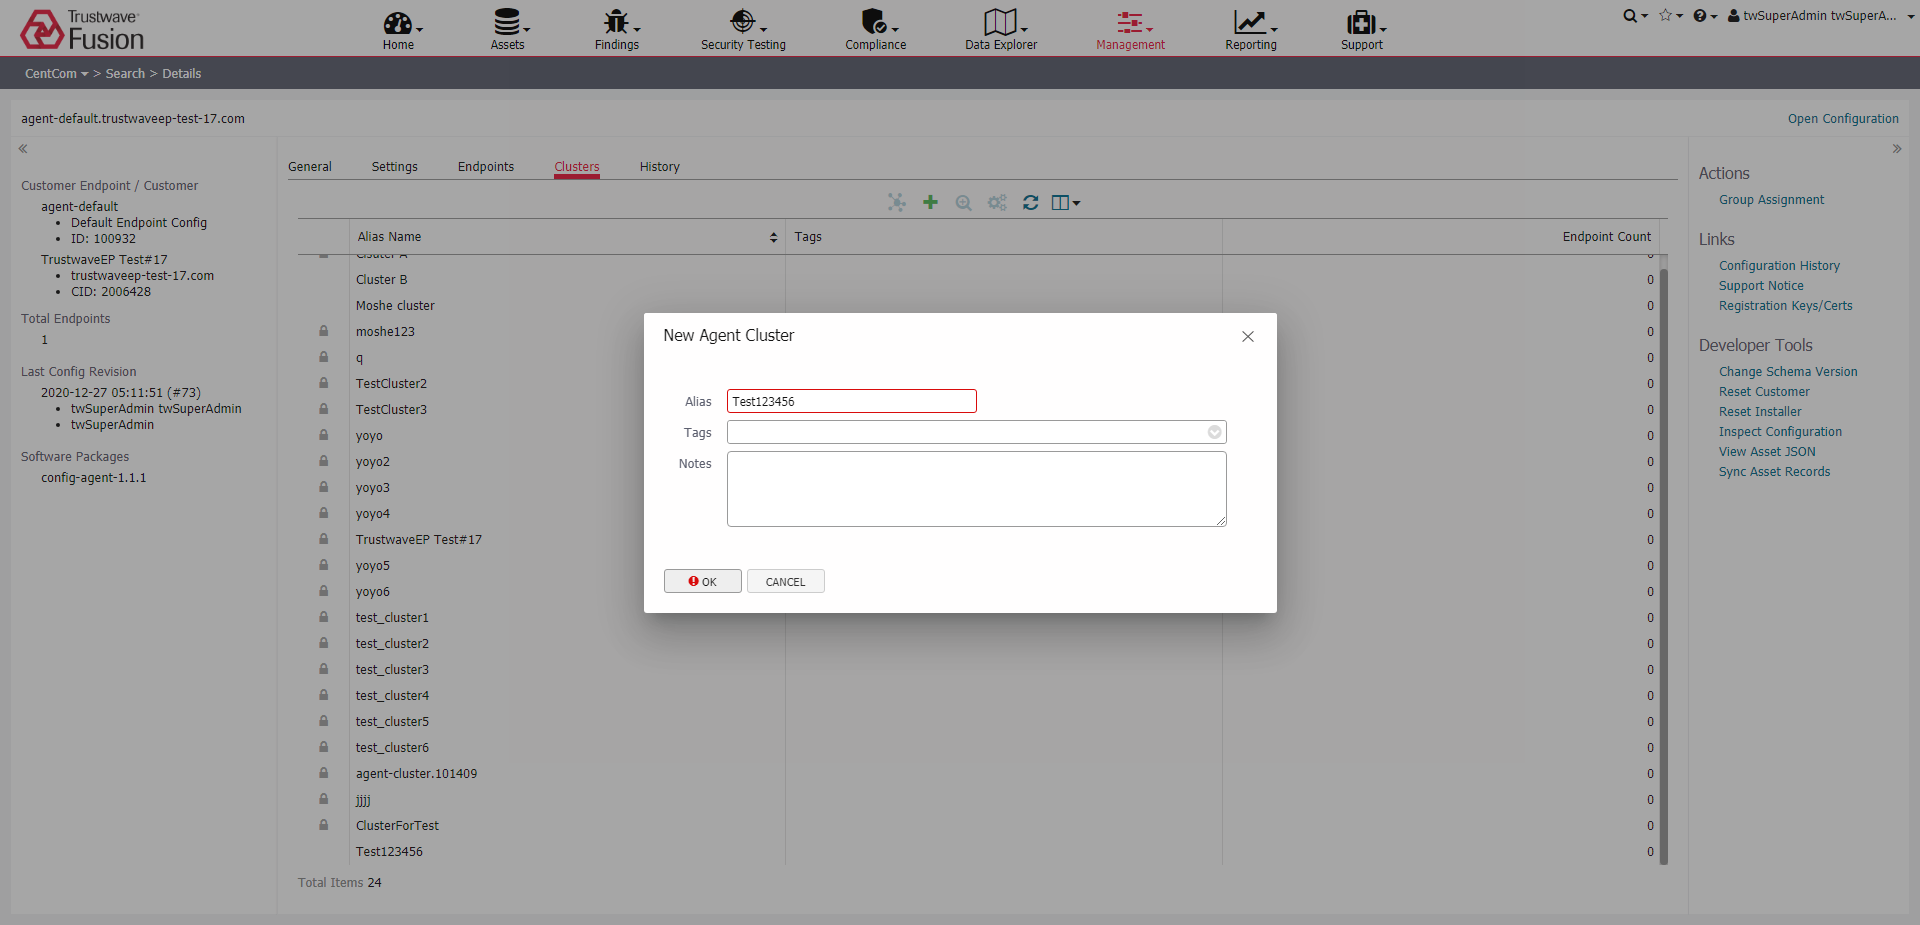 Trustwave®
Fusion
Home
Assets
Findings
Security Testing
Compliance
Data Explorer
Management
Reporting
Support
twSuperAdmin twSuperA...
CentCom > Search > Details
agent-default.trustwaveep-test-17.com
Open Configuration
General
Settings
Endpoints
Clusters
History
Customer Endpoint / Customer
agent-default
• Default Endpoint Config
• ID: 100932
TrustwaveEP Test#17
• trustwaveep-test-17.com
• CID: 2006428
Total Endpoints
1
Last Config Revision
2020-12-27 05:11:51 (#73)
• twSuperAdmin twSuperAdmin
• twSuperAdmin
Software Packages
config-agent-1.1.1
Alias Name Tags Endpoint Count
0
Cluster B 0
Moshe cluster 0
moshe123 0
q 0
TestCluster2 0
TestCluster3 0
yoyo 0
yoyo2 0
yoyo3 0
yoyo4 0
TrustwaveEP Test#17 0
yoyo5 0
yoyo6 0
test_cluster1 0
test_cluster2 0
test_cluster3 0
test_cluster4 0
test_cluster5 0
test_cluster6 0
agent-cluster.101409 0
jjjj 0
ClusterForTest 0
Test123456 0
Total Items 24
New Agent Cluster
Alias Test123456
Tags
Notes
OK
CANCEL
Actions
Group Assignment
Links
Configuration History
Support Notice
Registration Keys/Certs
Developer Tools
Change Schema Version
Reset Customer
Reset Installer
Inspect Configuration
View Asset JSON
Sync Asset Records